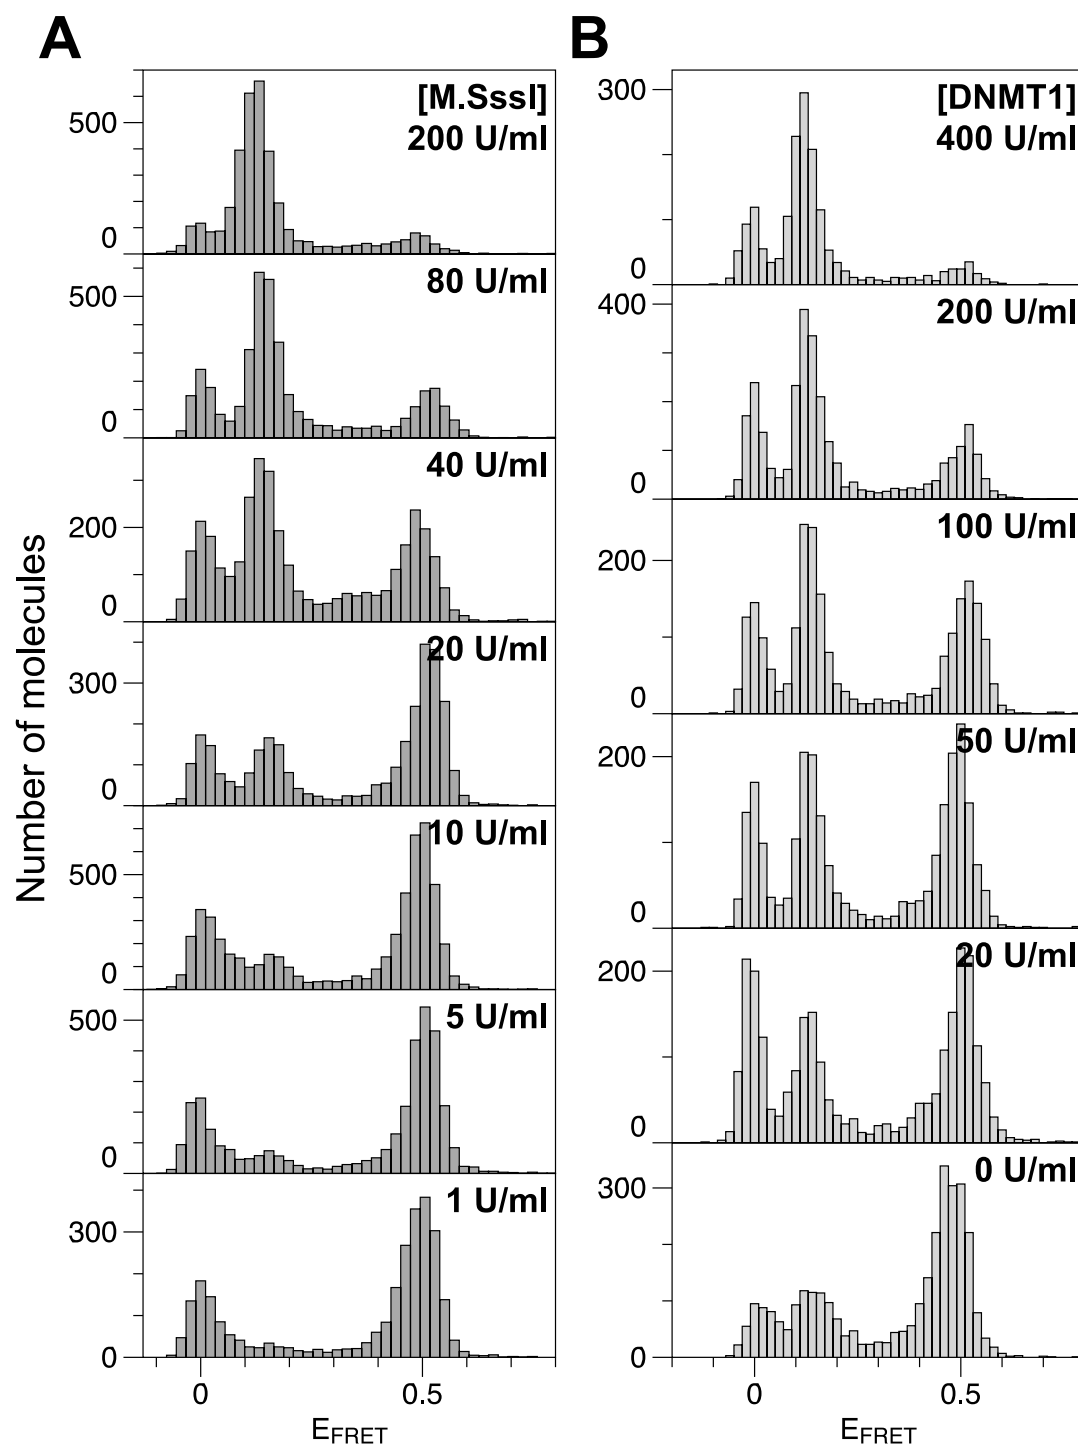 A
Number of molecules
[M.SssI]
200 U/ml
500
0
80 U/ml
500
0
40 U/ml
200
0
20 U/ml
300
0
10 U/ml
500
0
5 U/ml
500
0
1 U/ml
300
0
0 0.5
EFRET
B
[DNMT1]
400 U/ml
300
0
200 U/ml
400
0
100 U/ml
200
0
50 U/ml
200
0
20 U/ml
200
0
0 U/ml
300
0
0 0.5
EFRET